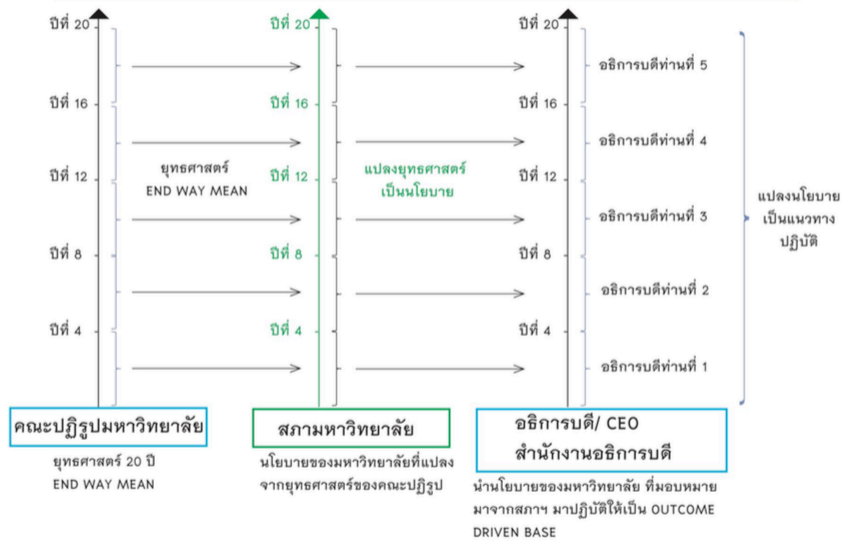 ปีที่ 20
ปีที่ 16
ปีที่ 12
ปีที่ 8
ปีที่ 4
ยุทธศาสตร์
END WAY MEAN
ปีที่ 20
ปีที่ 16
ปีที่ 12
ปีที่ 8
ปีที่ 4
แปลงยุทธศาสตร์
เป็นนโยบาย
ปีที่ 20
ปีที่ 16
ปีที่ 12
ปีที่ 8
ปีที่ 4
อธิการบดีท่านที่ 5
อธิการบดีท่านที่ 4
อธิการบดีท่านที่ 3
อธิการบดีท่านที่ 2
อธิการบดีท่านที่ 1
แปลงนโยบาย
เป็นแนวทาง
ปฏิบัติ
คณะปฏิรูปมหาวิทยาลัย
ยุทธศาสตร์ 20 ปี
END WAY MEAN
สภามหาวิทยาลัย
นโยบายของมหาวิทยาลัยที่แปลง
จากยุทธศาสตร์ของคณะปฏิรูป
อธิการบดี/ CEO
สำนักงานอธิการบดี
นำนโยบายของมหาวิทยาลัย ที่มอบหมาย
มาจากสภาฯ มาปฏิบัติให้เป็น OUTCOME
DRIVEN BASE